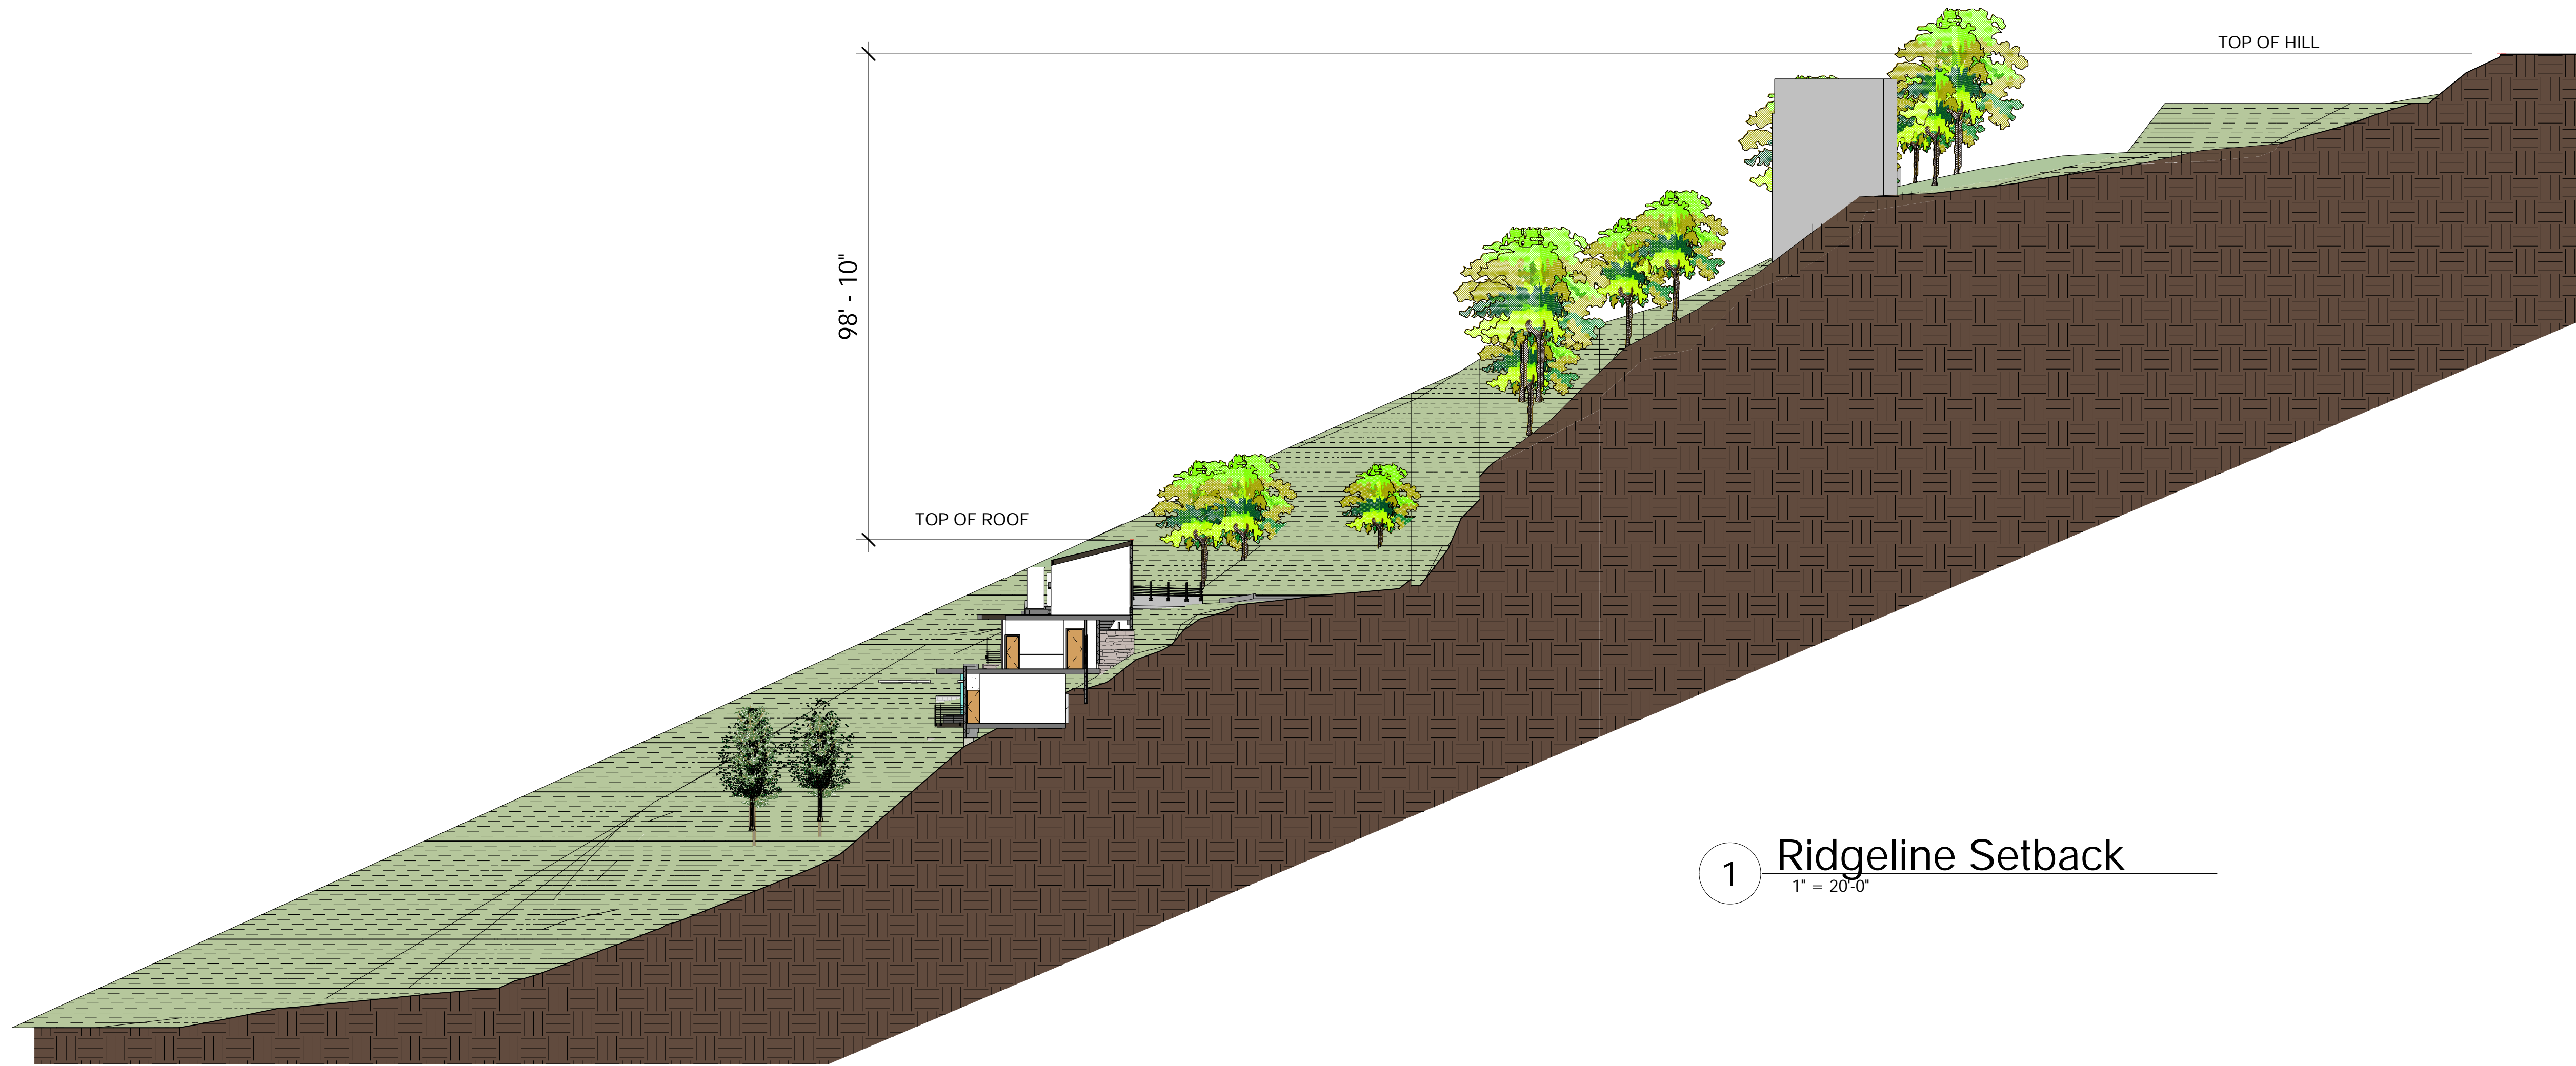 TOP OF HILL
98' - 10"
TOP OF ROOF
1
Ridgeline Setback
1" = 20'-0"